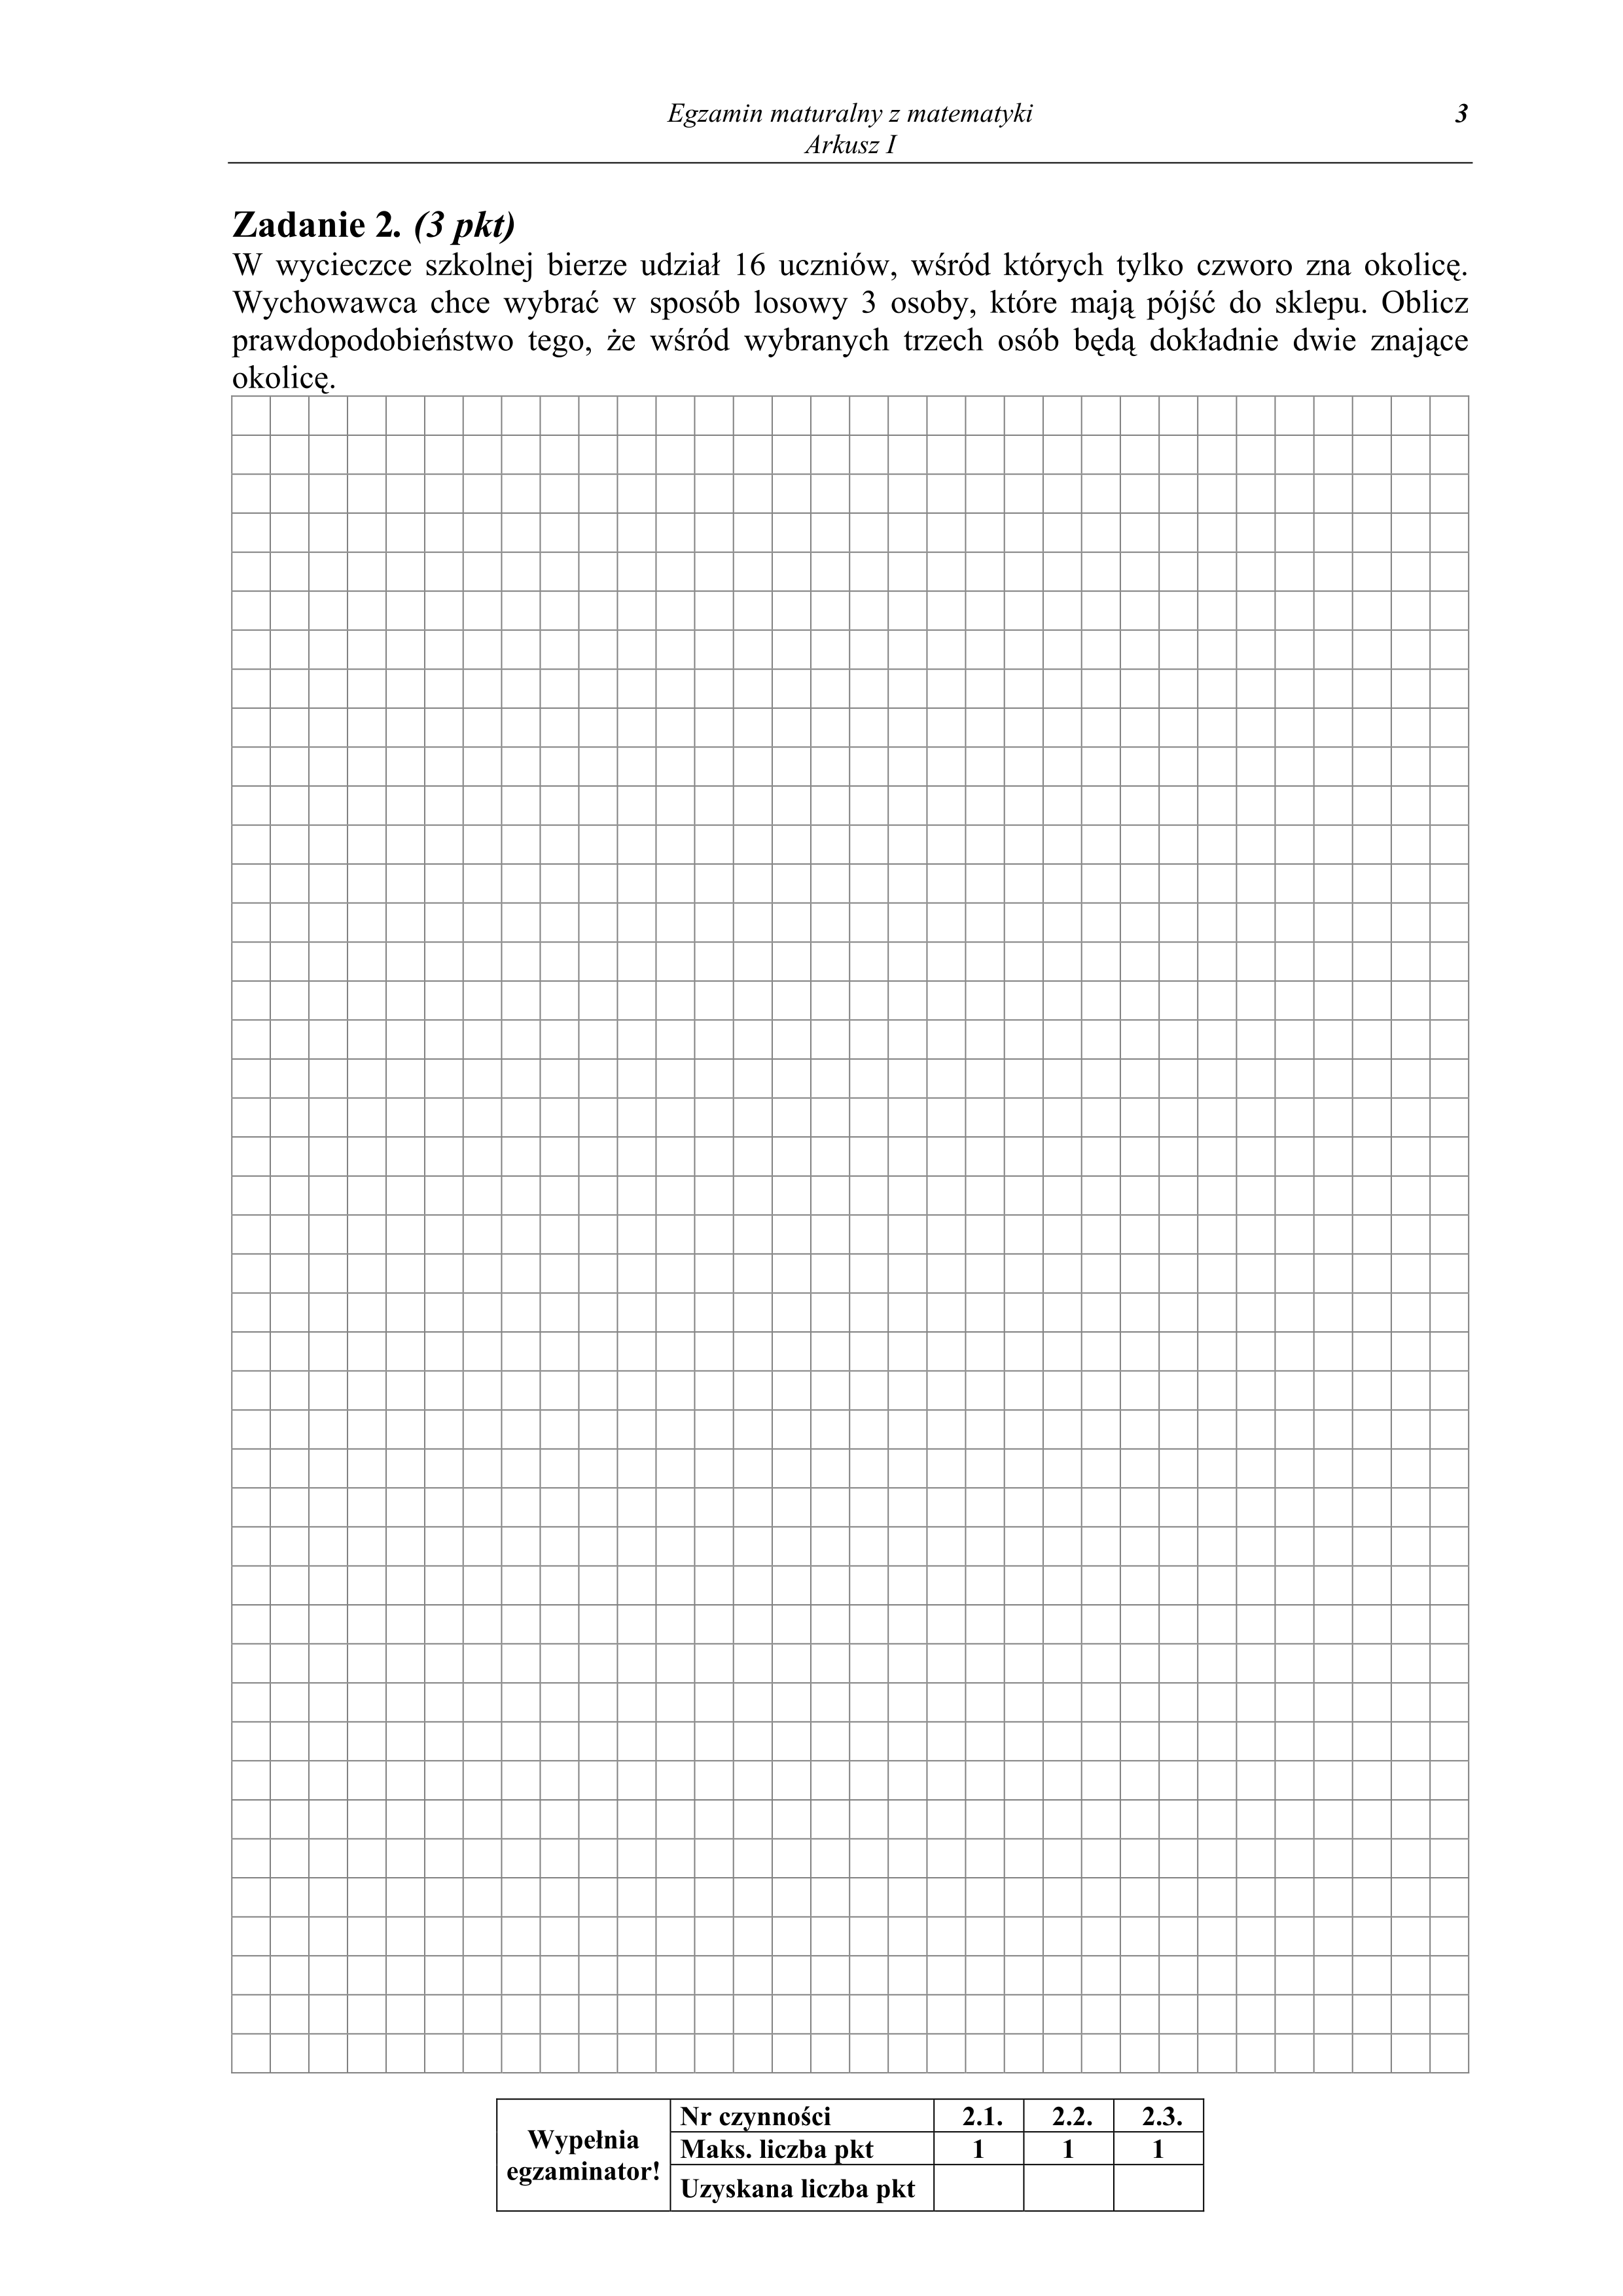 Egzamin maturalny z matematyki 3
Arkusz I
Zadanie 2. (3 pkt)
W wycieczce szkolnej bierze udział 16 uczniów, wśród których tylko czworo zna okolicę.
Wychowawca chce wybrać w sposób losowy 3 osoby, które mają pójść do sklepu. Oblicz
prawdopodobieństwo tego, że wśród wybranych trzech osób będą dokładnie dwie znające
okolicę.
Wypełnia egzaminator!
Nr czynności 2.1. 2.2. 2.3.
Maks. liczba pkt 1 1 1
Uzyskana liczba pkt